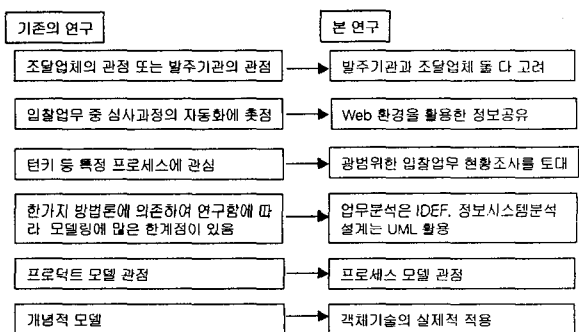 기존의 연구
본 연구
조달업체의 관점 또는 발주기관의 관점
발주기관과 조달업체 둘 다 고려
입찰업무 중 심사과정의 자동화에 촛점
Web 환경을 활용한 정보공유
턴키 등 특정 프로세스에 관심
광범위한 입찰업무 현황조사를 토대
한가지 방법론에 의존하여 연구함에 따
라 모델링에 많은 한계점이 있음
업무분석은 IDEF, 정보시스템분석
설계는 UML 활용
프로덕트 모델 관점
프로세스 모델 관점
개념적 모델
객체기술의 실제적 적용